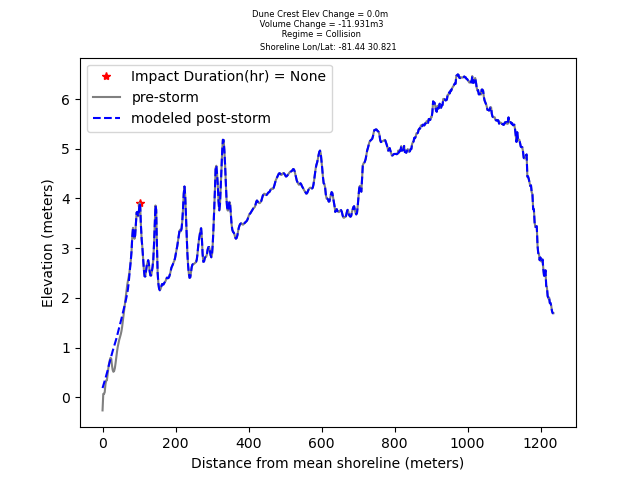 Dune Crest Elev Change = 0.0m
Volume Change = -11.931m3
Regime = Collision
Shoreline Lon/Lat: -81.44 30.821
Impact Duration(hr) = None
pre-storm
modeled post-storm
6
5
4
3
2
1
0
Elevation (meters)
0 200 400 600 800 1000 1200
Distance from mean shoreline (meters)